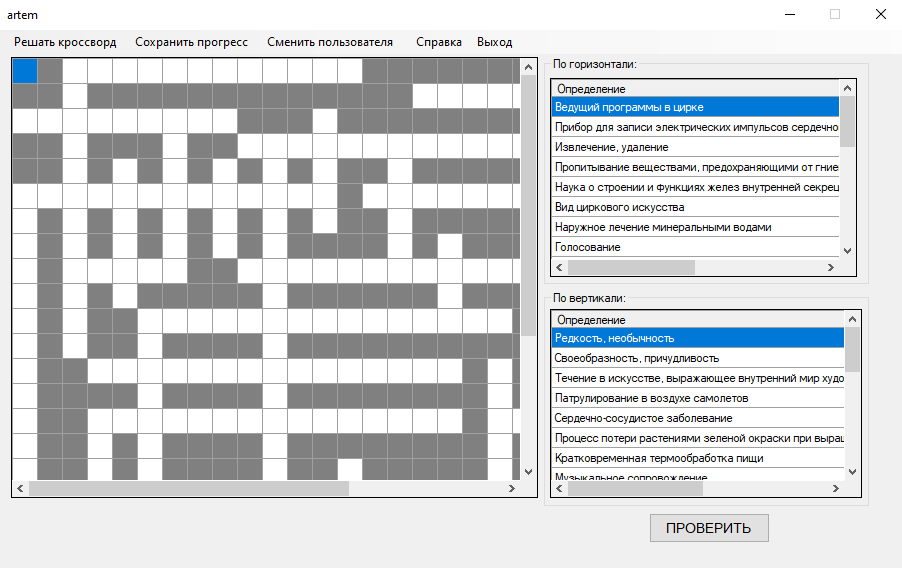 artem
Решать кроссворд Сохранить прогресс Сменить пользователя Справка Выход
По горизонтали:
Определение
Ведущий программы в цирке
Прибор для записи электрических импульсов сердечно
Извлечение, удаление
Пропитывание веществами, предохраняющими от гние
Наука о строении и функциях желез внутренней секрец
Вид циркового искусства
Наружное лечение минеральными водами
Голосование
По вертикали:
Определение
Редкость, необычность
Своеобразность, причудливость
Течение в искусстве, выражающее внутренний мир худо
Патрулирование в воздухе самолетов
Сердечно-сосудистое заболевание
Процесс потери растениями зеленой окраски при выращ
Кратковременная термообработка пищи
Музыкальное сопровождение
ПРОВЕРИТЬ